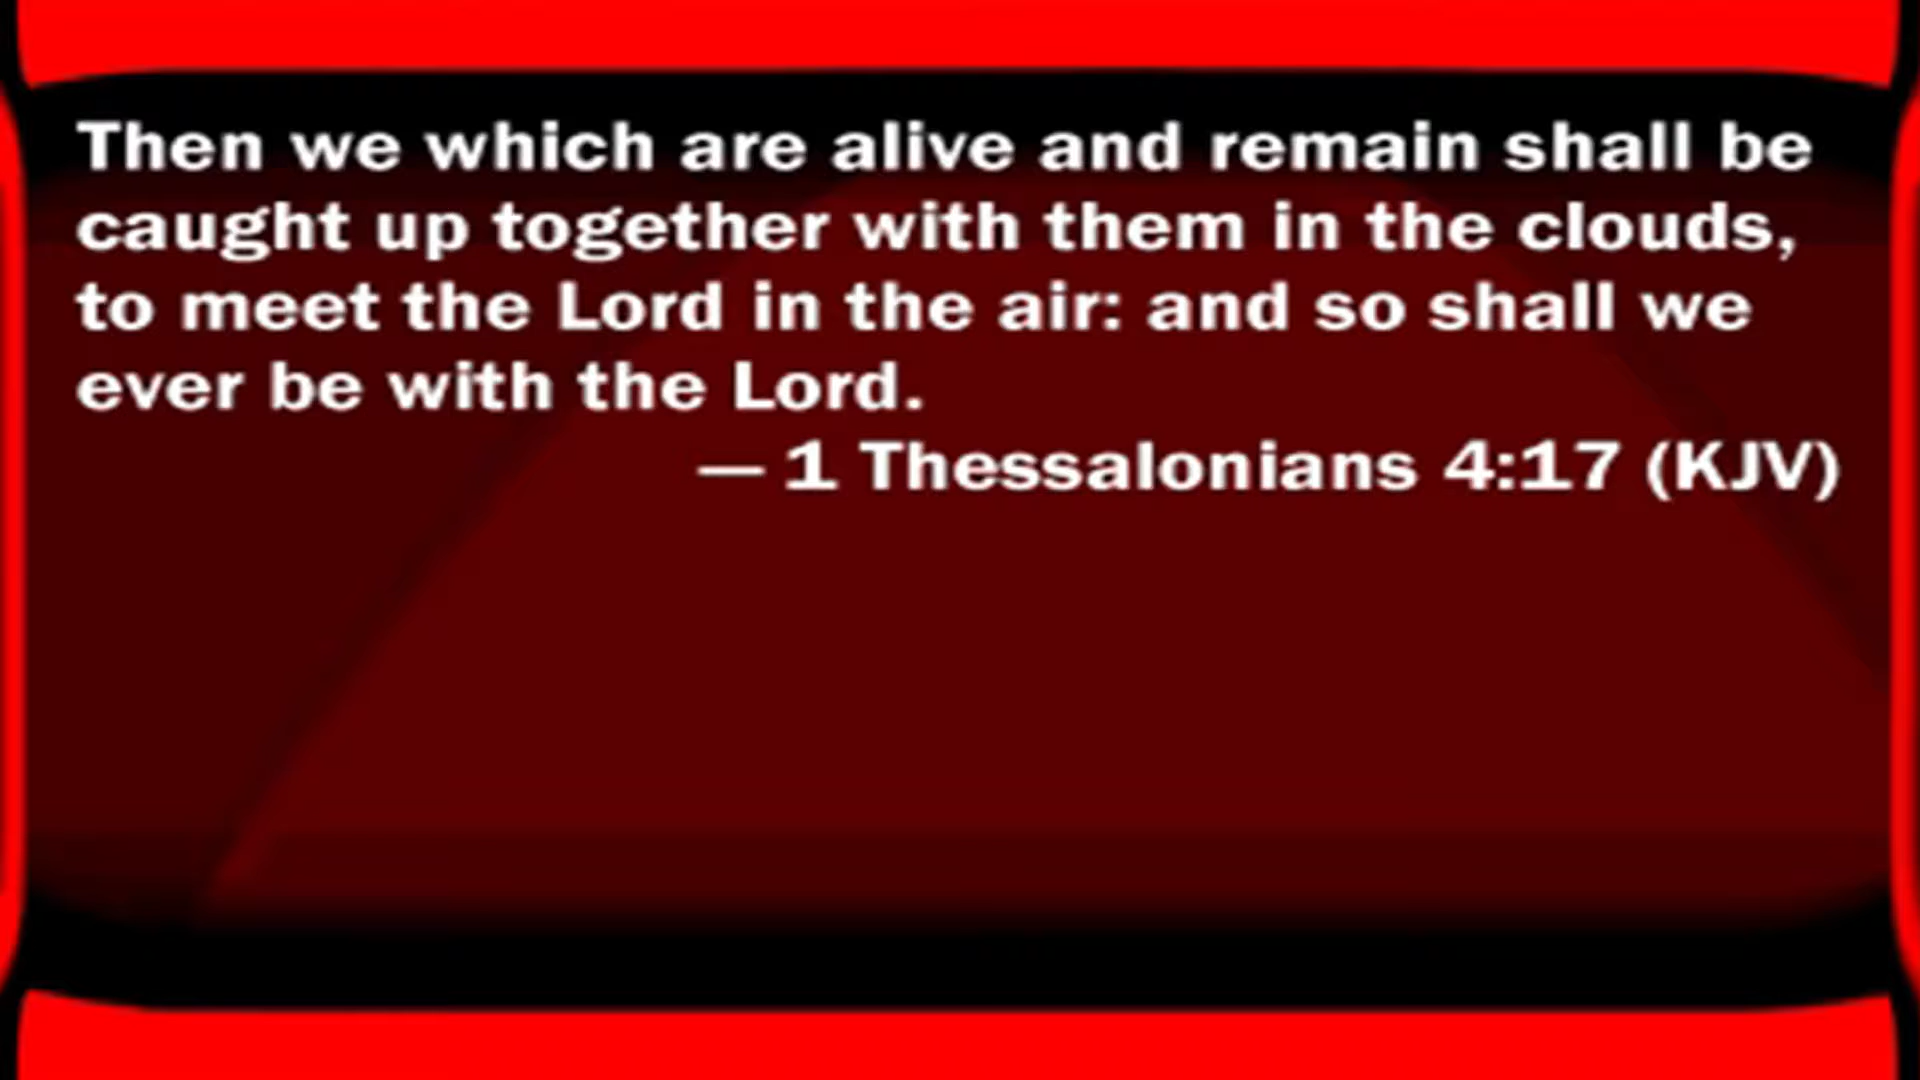 Then we which are alive and remain shall be
caught up together with them in the clouds,
to meet the Lord in the air: and so shall we
ever be with the Lord.
— 1 Thessalonians 4:17 (KJV)